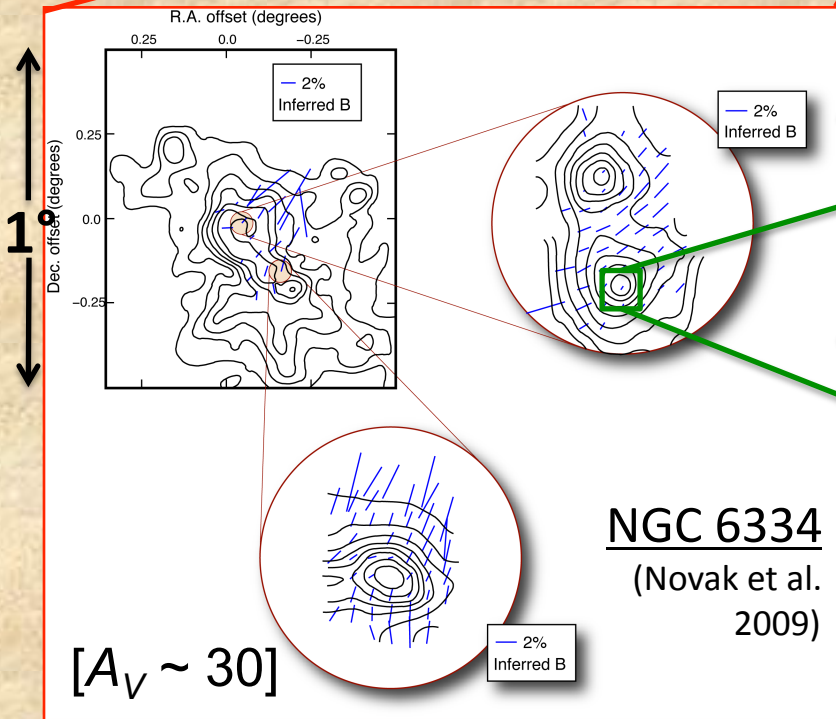 R.A. offset (degrees)
0.25 0.0 −0.25
2%
Inferred B
0.25
0.0
−0.25
Dec. offset (degrees)
1°
2%
Inferred B
2%
Inferred B
NGC 6334
(Novak et al.
2009)
[A_V ~ 30]